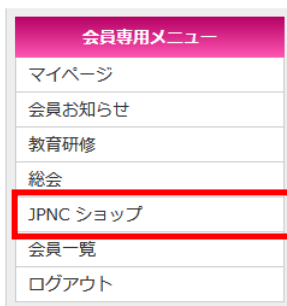 会員専用メニュー
マイページ
会員お知らせ
教育研修
総会
JPNC ショップ
会員一覧
ログアウト